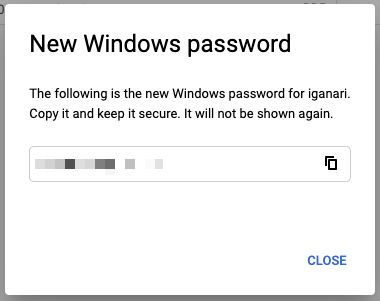 New Windows password
The following is the new Windows password for iganari.
Copy it and keep it secure. It will not be shown again.
CLOSE